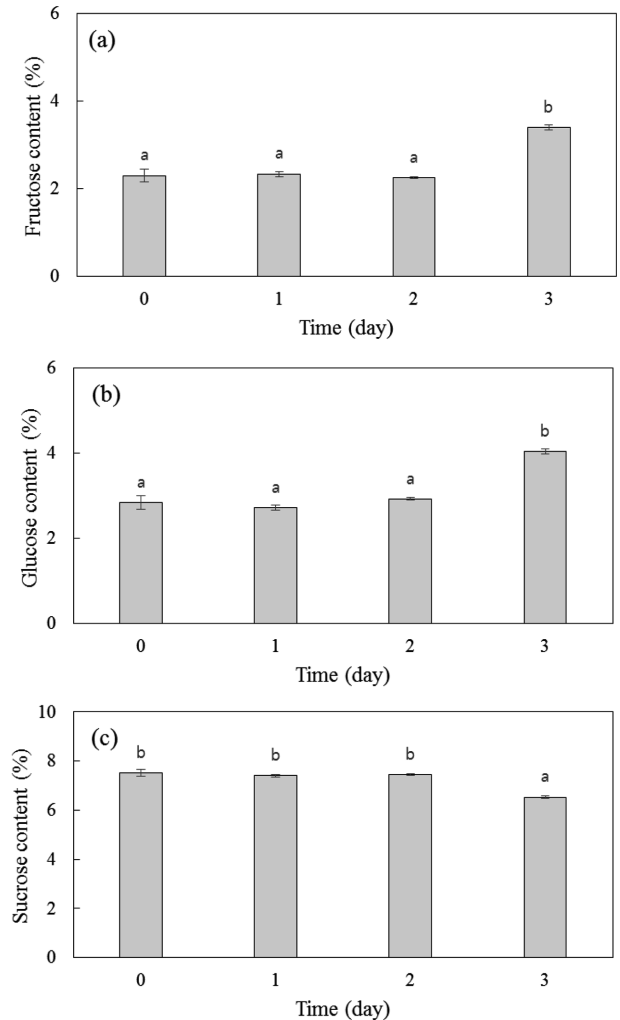 (a)
Fructose content (%)
6
4
2
0
a
a
a
b
0 1 2 3
Time (day)
(b)
Glucose content (%)
6
4
2
0
a
a
a
b
0 1 2 3
Time (day)
(c)
Sucrose content (%)
10
8
6
4
2
0
b
b
b
a
0 1 2 3
Time (day)